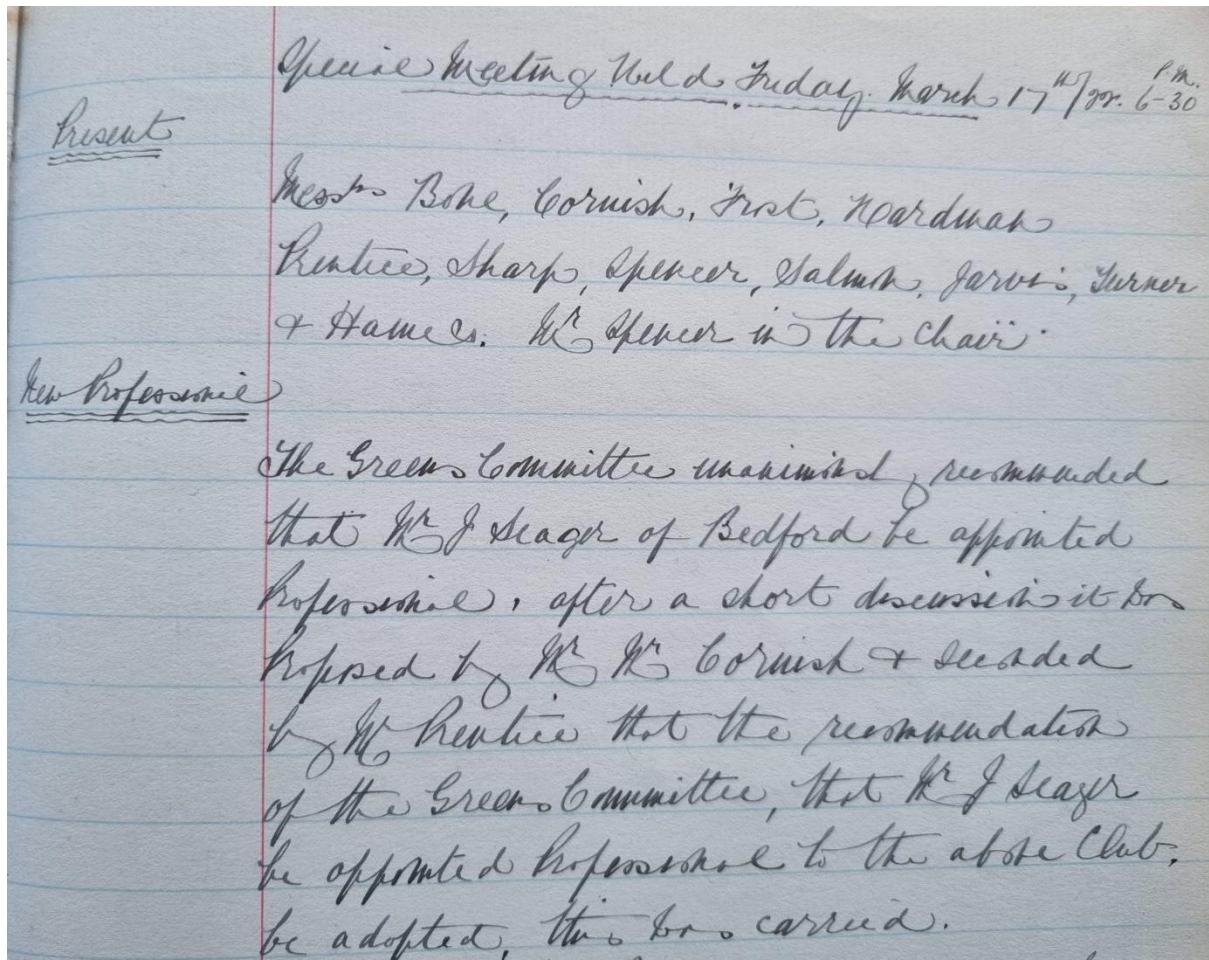 Special Meeting Held Friday. March 17th/22. 6-30 P.M.
Present
Messrs Bone, Cornish, Frost, Hardman
Prentice, Sharp, Spencer, Salmon, Jarvis, Turner
& Hames. Mr Spencer in the Chair.
New Professional
The Greens Committee unanimously recommended
that Mr J Seager of Bedford be appointed
Professional, after a short discussion it was
Proposed by Mr Mr Cornish & seconded
by Mr Prentice that the recommendation
of the Greens Committee, that Mr J Seager
be appointed Professional to the above Club,
be adopted, this was carried.